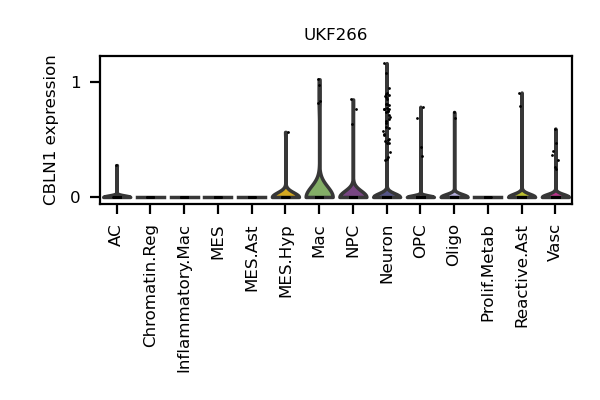 UKF266
CBLN1 expression
1
0
AC
Chromatin.Reg
Inflammatory.Mac
MES
MES.Ast
MES.Hyp
Mac
NPC
Neuron
OPC
Oligo
Prolif.Metab
Reactive.Ast
Vasc